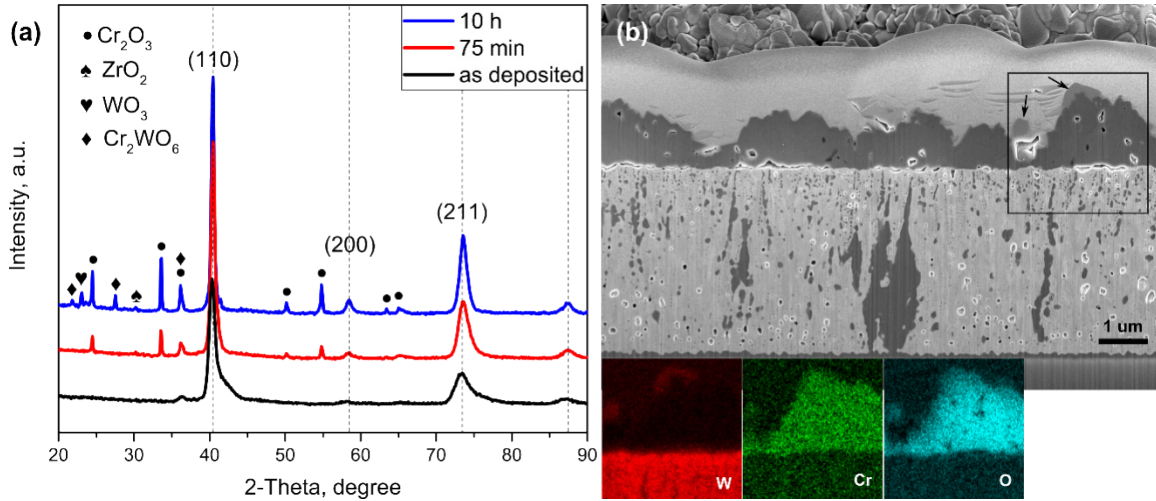 (a)
● Cr₂O₃
♠ ZrO₂
♥ WO₃
♦ Cr₂WO₆
10 h
75 min
as deposited
(110)
(200)
(211)
Intensity, a.u.
20 30 40 50 60 70 80 90
2-Theta, degree
(b)
1 um
W
Cr
O